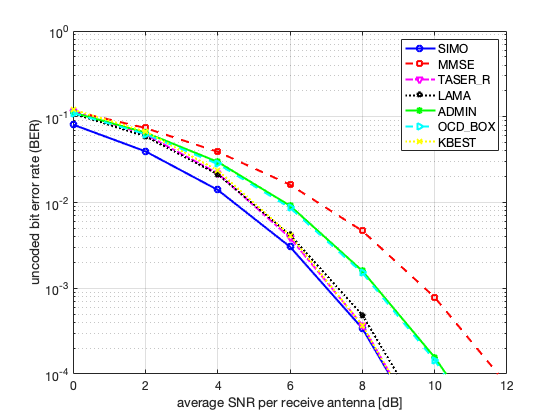 10^0
10^-1
10^-2
10^-3
10^-4
uncoded bit error rate (BER)
SIMO
MMSE
TASER_R
LAMA
ADMIN
OCD_BOX
KBEST
0 2 4 6 8 10 12
average SNR per receive antenna [dB]